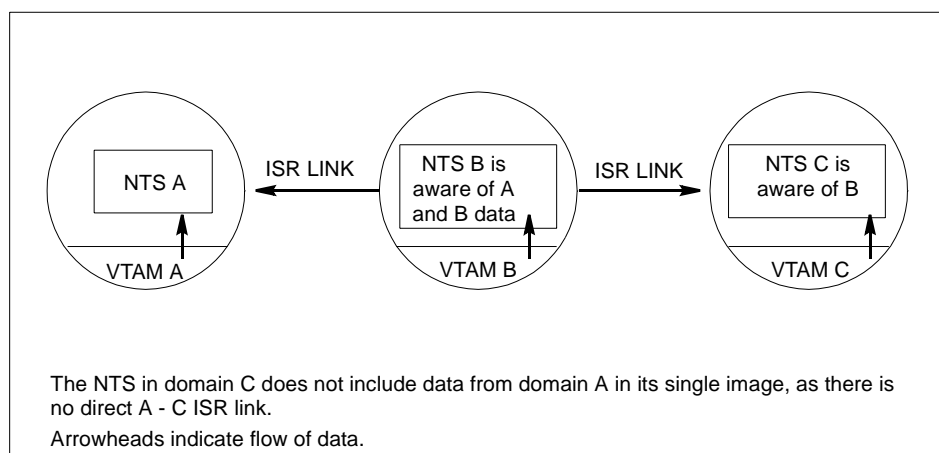 NTS A
VTAM A
ISR LINK
NTS B is
aware of A
and B data
VTAM B
ISR LINK
NTS C is
aware of B
VTAM C
The NTS in domain C does not include data from domain A in its single image, as there is
no direct A - C ISR link.
Arrowheads indicate flow of data.